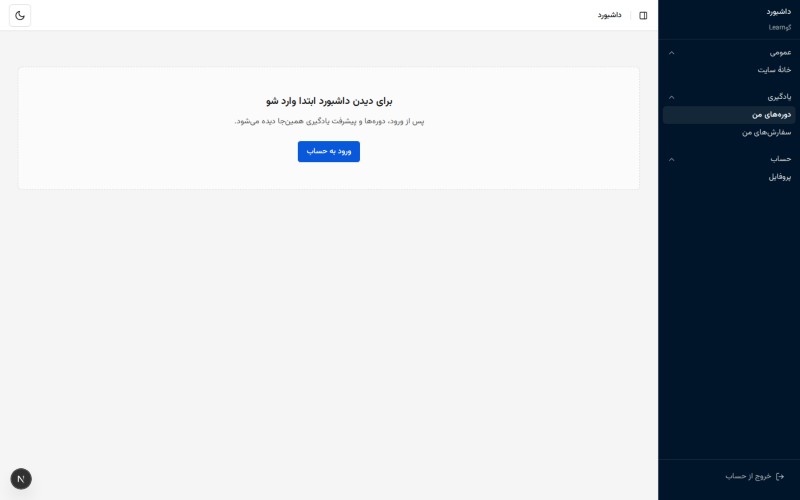 داشبورد
گوLearn
عمومی
خانهٔ سایت
یادگیری
دوره‌های من
سفارش‌های من
حساب
پروفایل
خروج از حساب
داشبورد
برای دیدن داشبورد ابتدا وارد شو
پس از ورود، دوره‌ها و پیشرفت یادگیری همین‌جا دیده می‌شود.
ورود به حساب
N